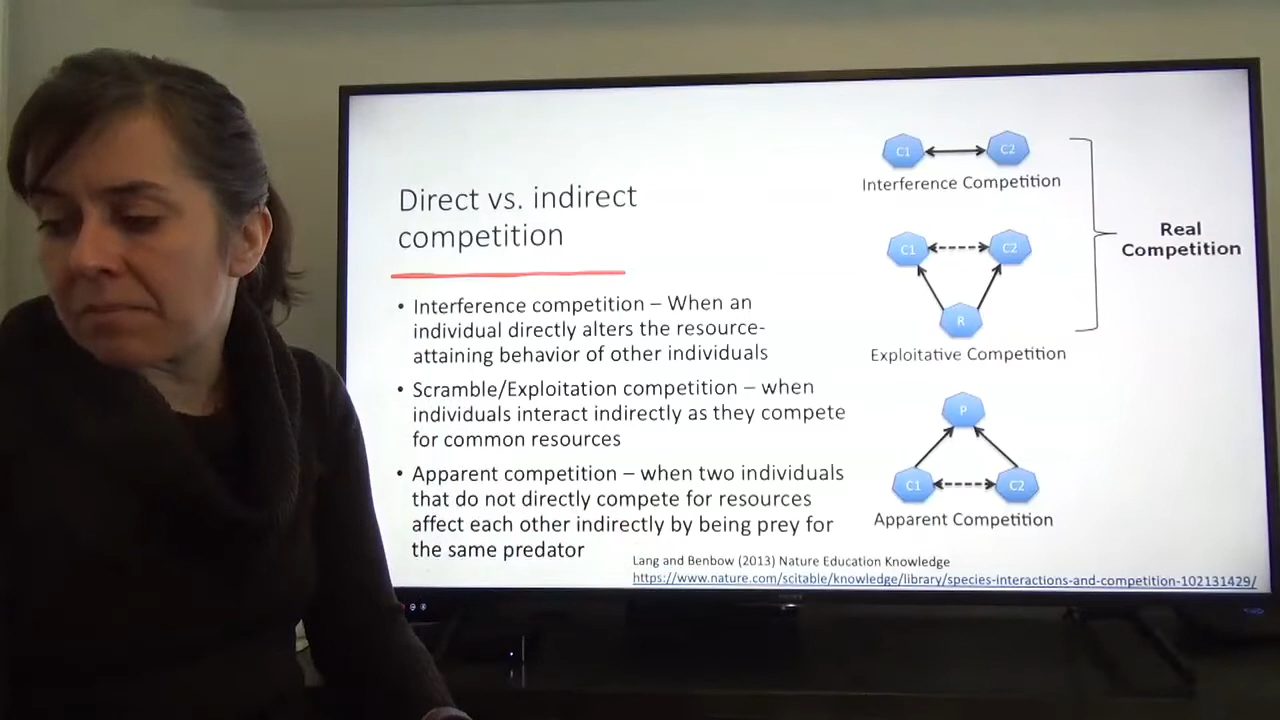 Direct vs. indirect
competition
• Interference competition – When an
individual directly alters the resource-
attaining behavior of other individuals
• Scramble/Exploitation competition – when
individuals interact indirectly as they compete
for common resources
• Apparent competition – when two individuals
that do not directly compete for resources
affect each other indirectly by being prey for
the same predator
C1 C2
Interference Competition
C1 C2
R
Exploitative Competition
Real
Competition
P
C1 C2
Apparent Competition
Lang and Benbow (2013) Nature Education Knowledge
https://www.nature.com/scitable/knowledge/library/species-interactions-and-competition-102131429/
SONY